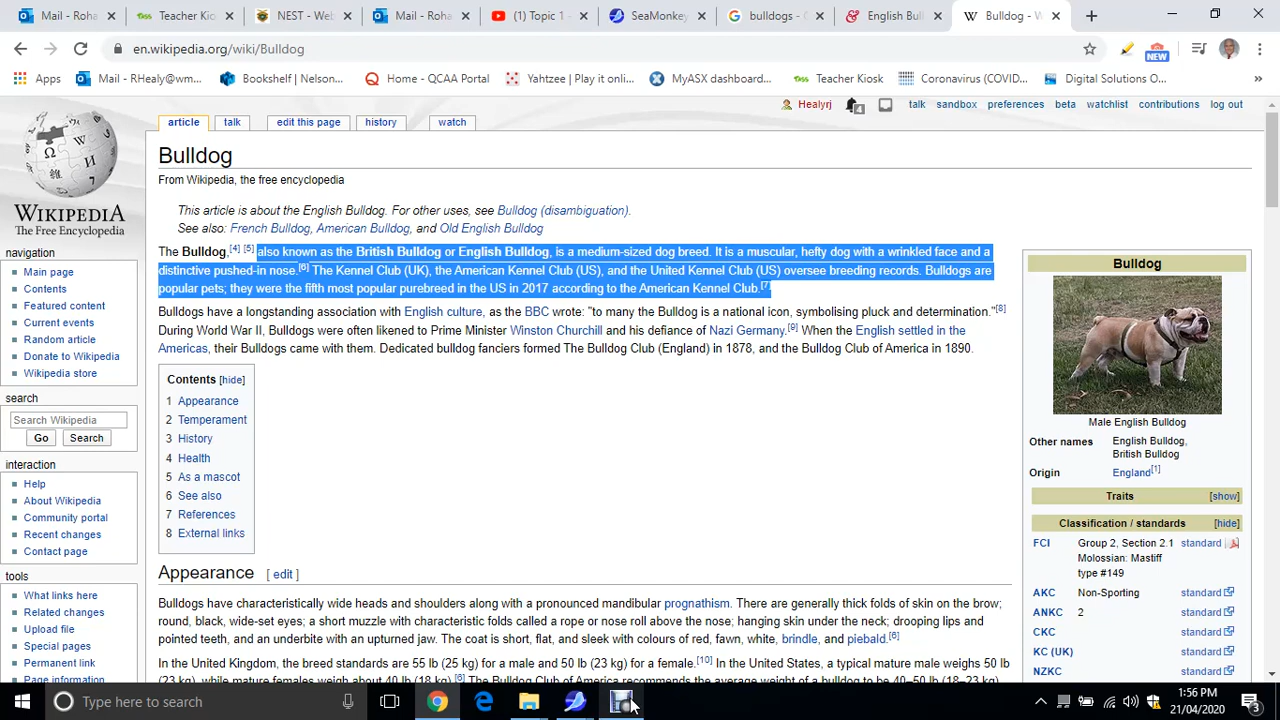 Mail - Roha
Teacher Kiosk
NEST - Web
Mail - Roha
(1) Topic 1
SeaMonkey
bulldogs - G
English Bull
Bulldog - W
en.wikipedia.org/wiki/Bulldog
NEW
Apps
Mail - RHealy@wm...
Bookshelf | Nelson...
Home - QCAA Portal
Yahtzee | Play it onli...
MyASX dashboard...
Teacher Kiosk
Coronavirus (COVID...
Digital Solutions O...
»
Healyrj
4
talk
sandbox
preferences
beta
watchlist
contributions
log out
article
talk
edit this page
history
watch
WIKIPEDIA
The Free Encyclopedia
navigation
Main page
Contents
Featured content
Current events
Random article
Donate to Wikipedia
Wikipedia store
search
Search Wikipedia
Go
Search
interaction
Help
About Wikipedia
Community portal
Recent changes
Contact page
tools
What links here
Related changes
Upload file
Special pages
Permanent link
Page information
Bulldog
From Wikipedia, the free encyclopedia
This article is about the English Bulldog. For other uses, see Bulldog (disambiguation).
See also: French Bulldog, American Bulldog, and Old English Bulldog
The Bulldog,[4] [5] also known as the British Bulldog or English Bulldog, is a medium-sized dog breed. It is a muscular, hefty dog with a wrinkled face and a
distinctive pushed-in nose.[6] The Kennel Club (UK), the American Kennel Club (US), and the United Kennel Club (US) oversee breeding records. Bulldogs are
popular pets; they were the fifth most popular purebreed in the US in 2017 according to the American Kennel Club.[7]
Bulldogs have a longstanding association with English culture, as the BBC wrote: "to many the Bulldog is a national icon, symbolising pluck and determination."[8]
During World War II, Bulldogs were often likened to Prime Minister Winston Churchill and his defiance of Nazi Germany.[9] When the English settled in the
Americas, their Bulldogs came with them. Dedicated bulldog fanciers formed The Bulldog Club (England) in 1878, and the Bulldog Club of America in 1890.
Contents [hide]
1 Appearance
2 Temperament
3 History
4 Health
5 As a mascot
6 See also
7 References
8 External links
Appearance [ edit ]
Bulldogs have characteristically wide heads and shoulders along with a pronounced mandibular prognathism. There are generally thick folds of skin on the brow;
round, black, wide-set eyes; a short muzzle with characteristic folds called a rope or nose roll above the nose; hanging skin under the neck; drooping lips and
pointed teeth, and an underbite with an upturned jaw. The coat is short, flat, and sleek with colours of red, fawn, white, brindle, and piebald.[6]
In the United Kingdom, the breed standards are 55 lb (25 kg) for a male and 50 lb (23 kg) for a female.[10] In the United States, a typical mature male weighs 50 lb
(23 kg), while mature females weigh about 40 lb (18 kg).[6] The Bulldog Club of America recommends the average weight of a bulldog to be 40–50 lb (18–23 kg)
Bulldog
Male English Bulldog
Other names English Bulldog,
British Bulldog
Origin England[1]
Traits [show]
Classification / standards [hide]
FCI Group 2, Section 2.1 standard
Molossian: Mastiff
type #149
AKC Non-Sporting standard
ANKC 2 standard
CKC standard
KC (UK) standard
NZKC standard
Type here to search
1:56 PM
21/04/2020
3